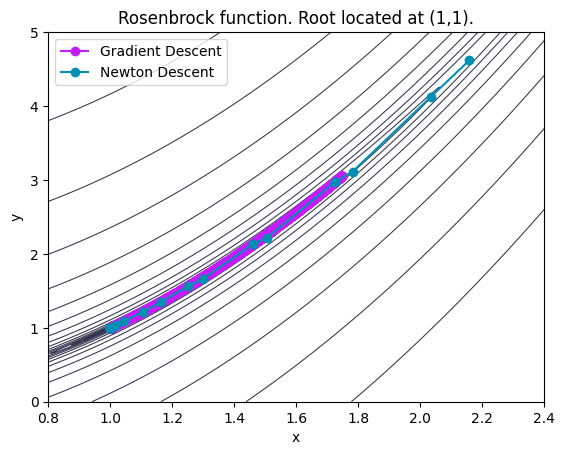 Rosenbrock function. Root located at (1,1).
Gradient Descent
Newton Descent
5
4
3
2
1
0
y
0.8 1.0 1.2 1.4 1.6 1.8 2.0 2.2 2.4
x